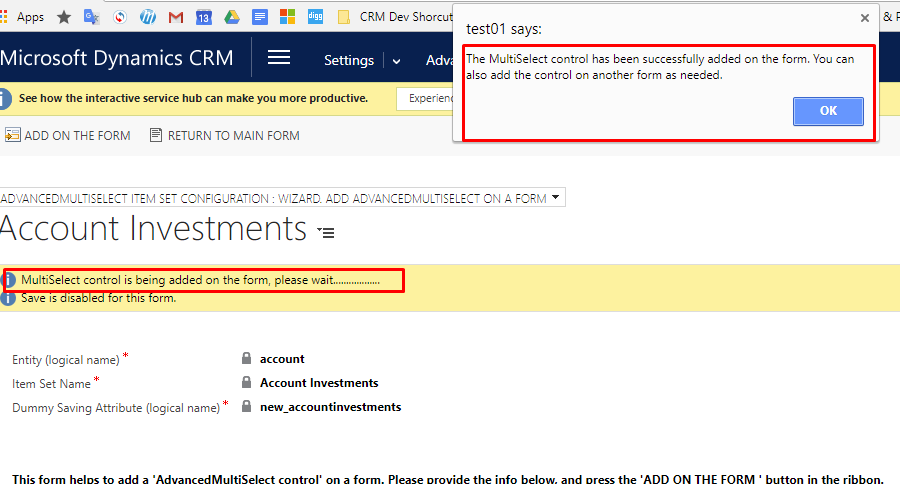 Apps
13
digg
CRM Dev Shorcut
& P
test01 says:
The MultiSelect control has been successfully added on the form. You can
also add the control on another form as needed.
OK
Microsoft Dynamics CRM
Settings
Adva
See how the interactive service hub can make you more productive.
Experienc
ADD ON THE FORM
RETURN TO MAIN FORM
ADVANCEDMULTISELECT ITEM SET CONFIGURATION : WIZARD. ADD ADVANCEDMULTISELECT ON A FORM
Account Investments
MultiSelect control is being added on the form, please wait..................
Save is disabled for this form.
Entity (logical name) * account
Item Set Name * Account Investments
Dummy Saving Attribute (logical name) * new_accountinvestments
This form helps to add a 'AdvancedMultiSelect control' on a form. Please provide the info below, and press the 'ADD ON THE FORM ' button in the ribbon.